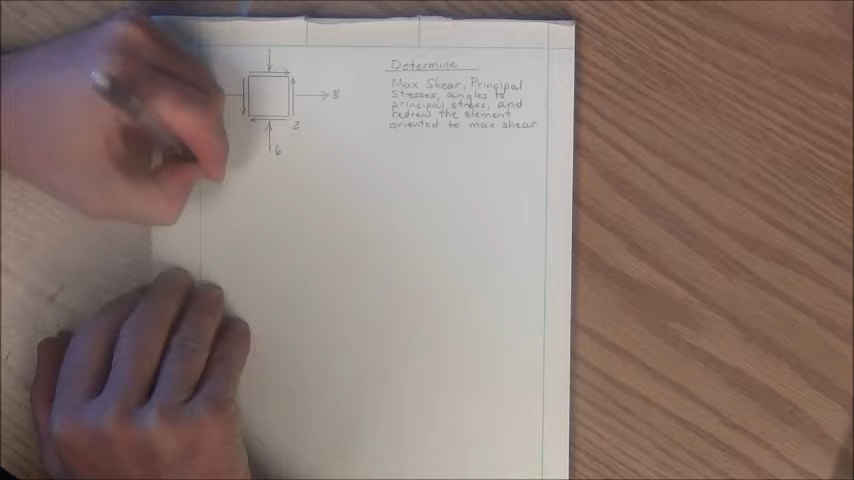 8
2
6
Determine
Max Shear, Principal
Stresses, angles to
principal stress, and
redraw the element
oriented to max shear